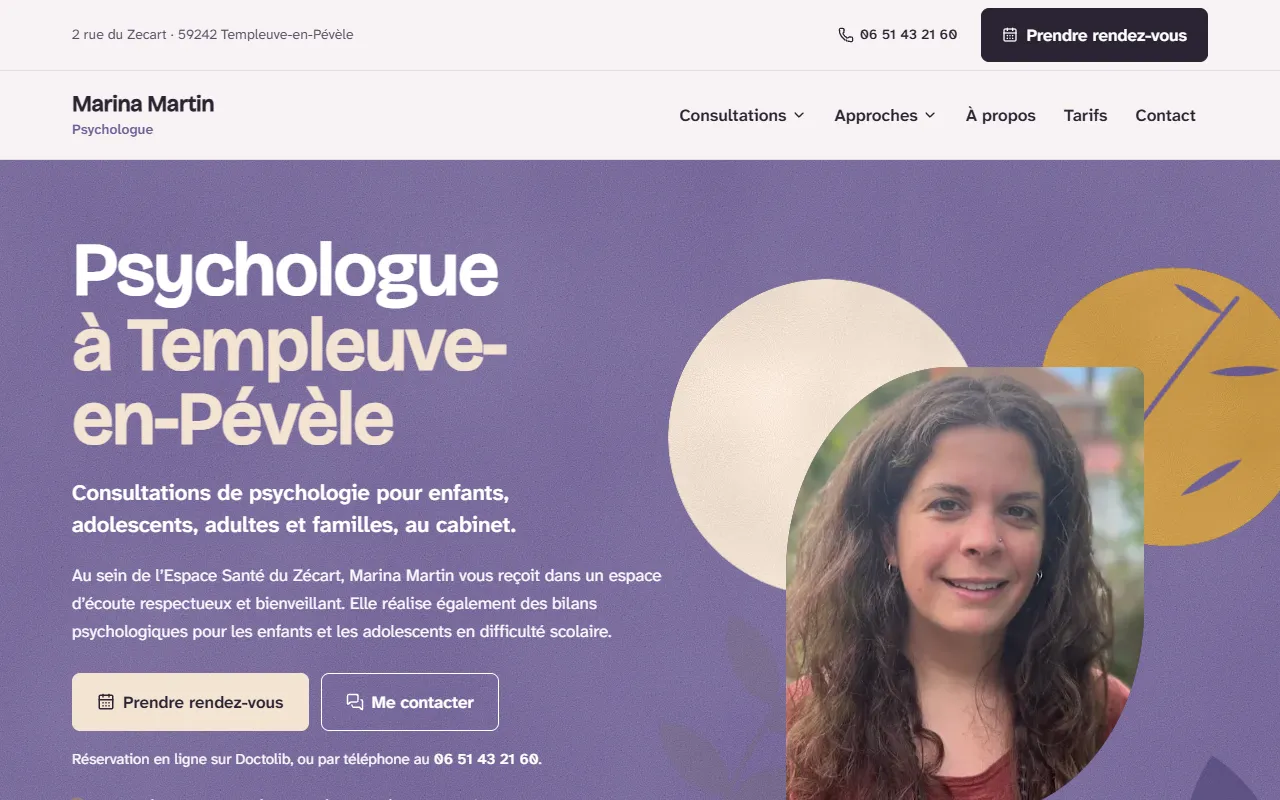 2 rue du Zecart · 59242 Templeuve-en-Pévèle
06 51 43 21 60
Prendre rendez-vous
Marina Martin
Psychologue
Consultations
Approches
À propos
Tarifs
Contact
Psychologue
à Templeuve-
en-Pévèle
Consultations de psychologie pour enfants,
adolescents, adultes et familles, au cabinet.
Au sein de l’Espace Santé du Zécart, Marina Martin vous reçoit dans un espace
d’écoute respectueux et bienveillant. Elle réalise également des bilans
psychologiques pour les enfants et les adolescents en difficulté scolaire.
Prendre rendez-vous
Me contacter
Réservation en ligne sur Doctolib, ou par téléphone au 06 51 43 21 60.